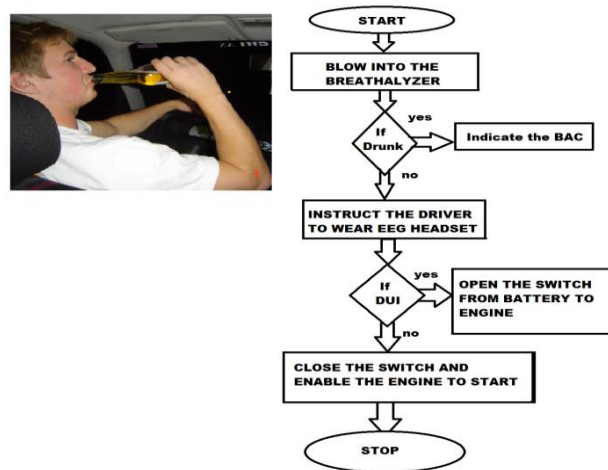 START
BLOW INTO THE
BREATHALYZER
If
Drunk
yes
Indicate the BAC
no
INSTRUCT THE DRIVER
TO WEAR EEG HEADSET
If
DUI
yes
OPEN THE SWITCH
FROM BATTERY TO
ENGINE
no
CLOSE THE SWITCH AND
ENABLE THE ENGINE TO START
STOP